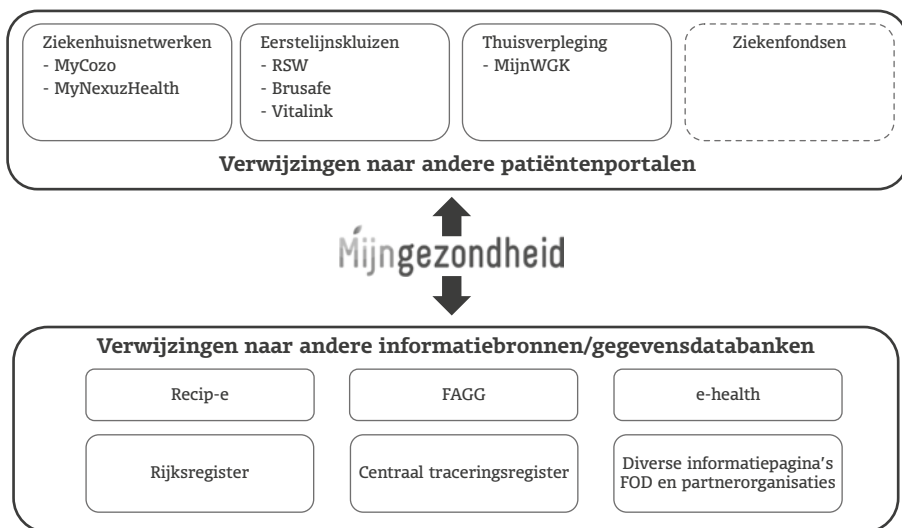 Ziekenhuisnetwerken
- MyCozo
- MyNexuzHealth
Eerstelijnskluizen
- RSW
- Brusafe
- Vitalink
Thuisverpleging
- MijnWGK
Ziekenfondsen
Verwijzingen naar andere patiëntenportalen
Mijngezondheid
Verwijzingen naar andere informatiebronnen/gegevensdatabanken
Recip-e
FAGG
e-health
Rijksregister
Centraal traceringsregister
Diverse informatiepagina's
FOD en partnerorganisaties